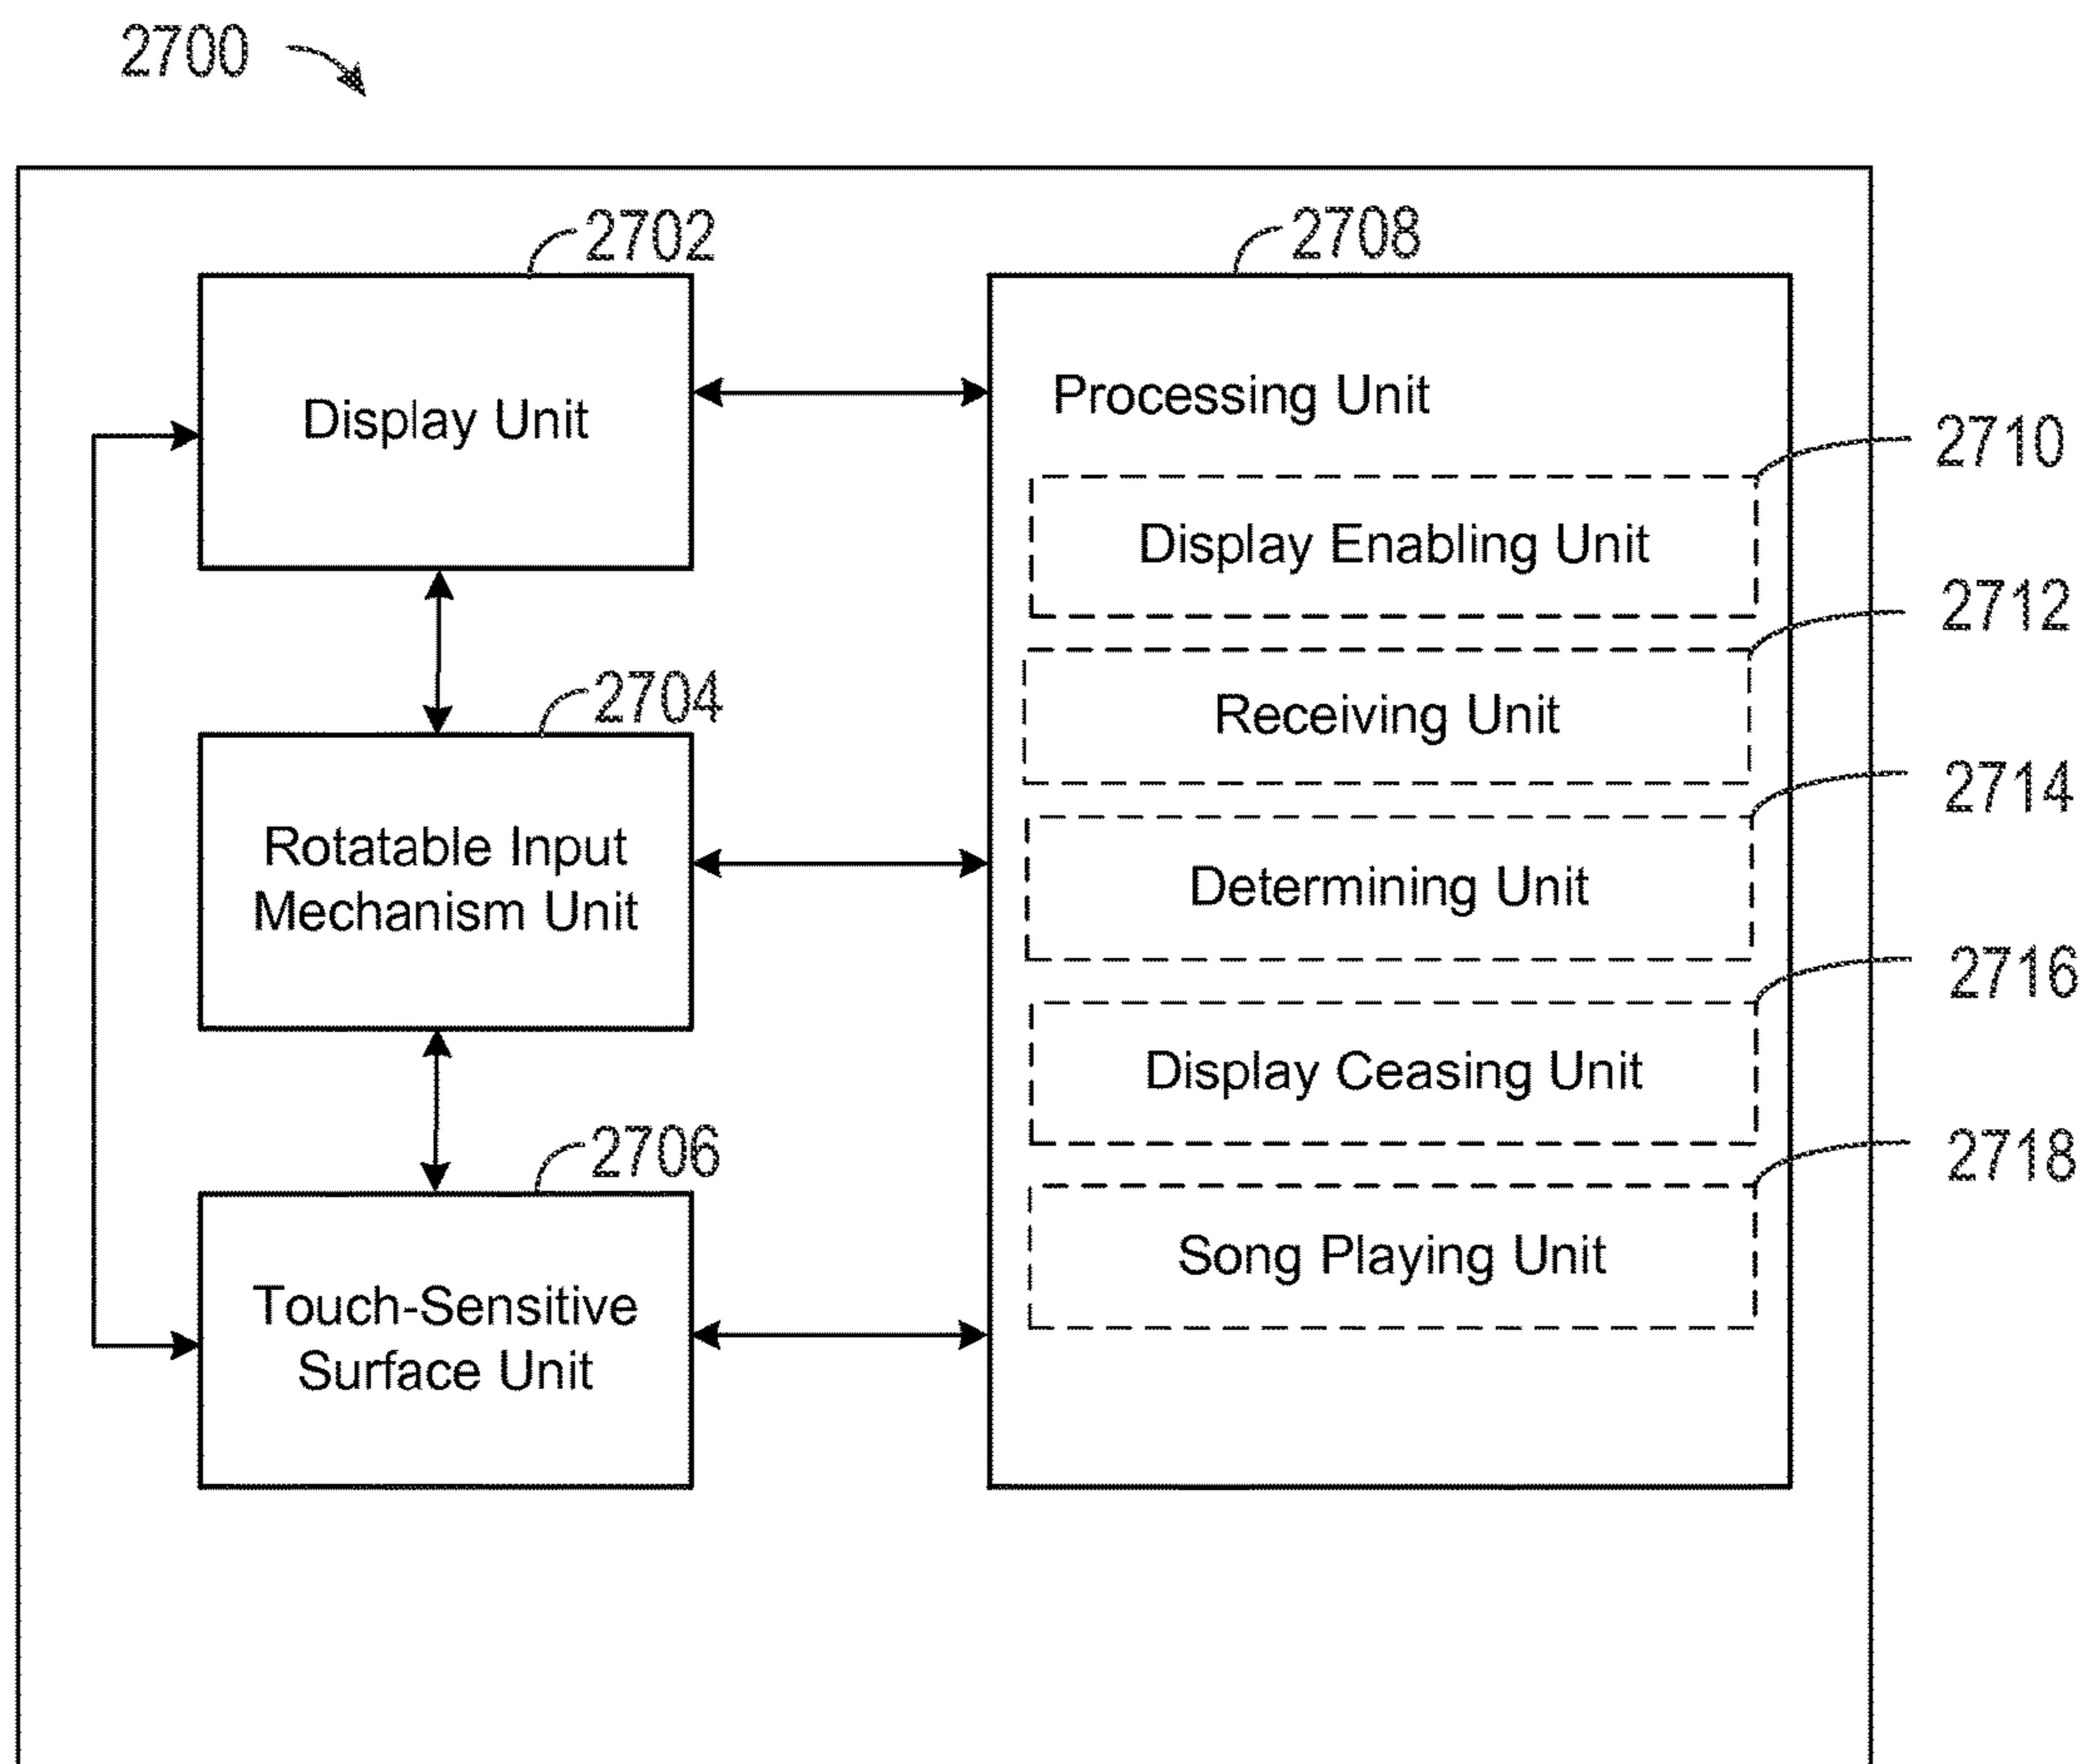 2700
2702
2708
Display Unit
Processing Unit
2710
Display Enabling Unit
2712
2704
Receiving Unit
2714
Rotatable Input
Mechanism Unit
Determining Unit
2716
Display Ceasing Unit
2706
2718
Song Playing Unit
Touch-Sensitive
Surface Unit